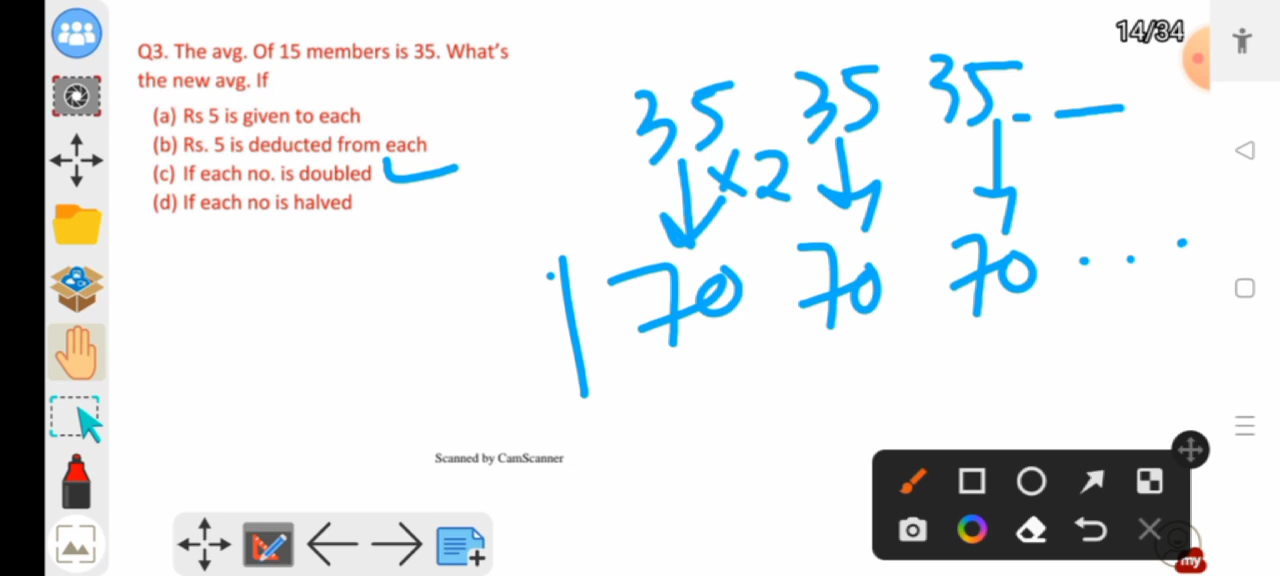 14/34
Q3. The avg. Of 15 members is 35. What's
the new avg. If
(a) Rs 5 is given to each
(b) Rs. 5 is deducted from each
(c) If each no. is doubled
(d) If each no is halved
35 35 35 - —
×2
70 70 70 ...
Scanned by CamScanner
my